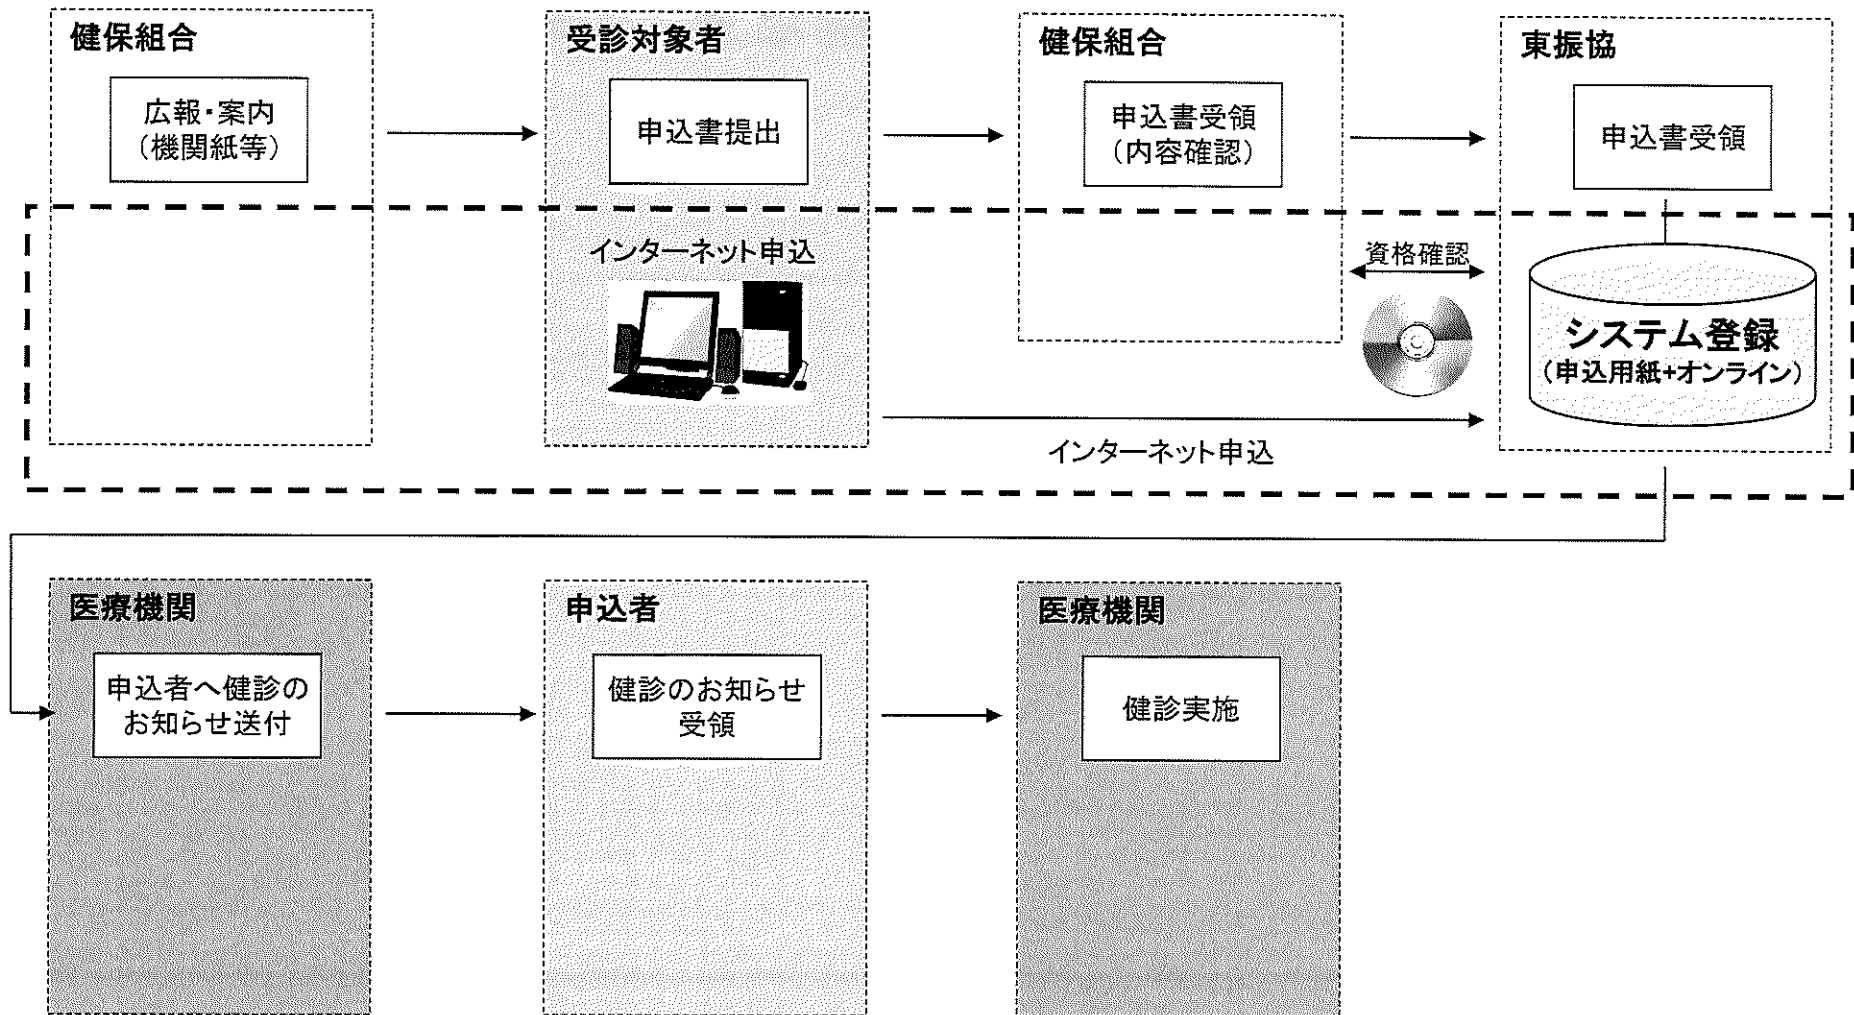 健保組合
広報・案内
（機関紙等）
受診対象者
申込書提出
健保組合
申込書受領
（内容確認）
東振協
申込書受領
インターネット申込
資格確認
システム登録
（申込用紙+オンライン）
インターネット申込
医療機関
申込者へ健診の
お知らせ送付
申込者
健診のお知らせ
受領
医療機関
健診実施